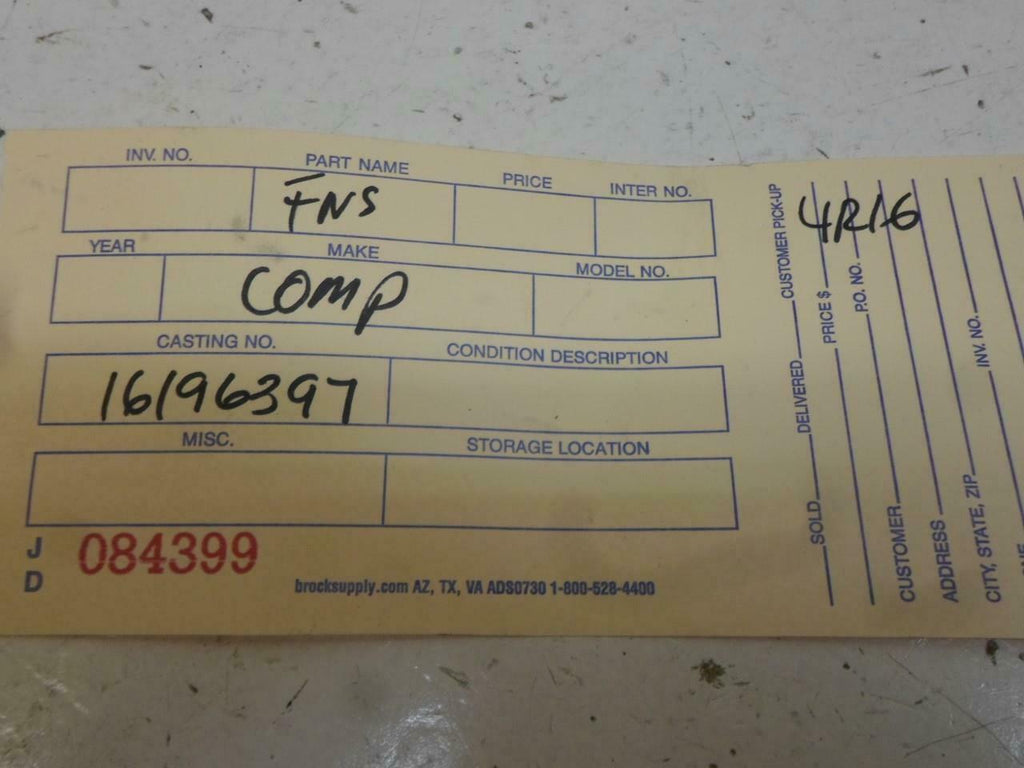 INV. NO. PART NAME PRICE INTER NO.
INS
YEAR MAKE MODEL NO.
COMP
CASTING NO. CONDITION DESCRIPTION
16196397
MISC. STORAGE LOCATION
J
D
084399
brocksupply.com AZ, TX, VA ADS0730 1-800-528-4400
SOLD DELIVERED CUSTOMER PICK-UP
4R16
PRICE $
P.O. NO.
CUSTOMER
ADDRESS
CITY, STATE, ZIP INV. NO.